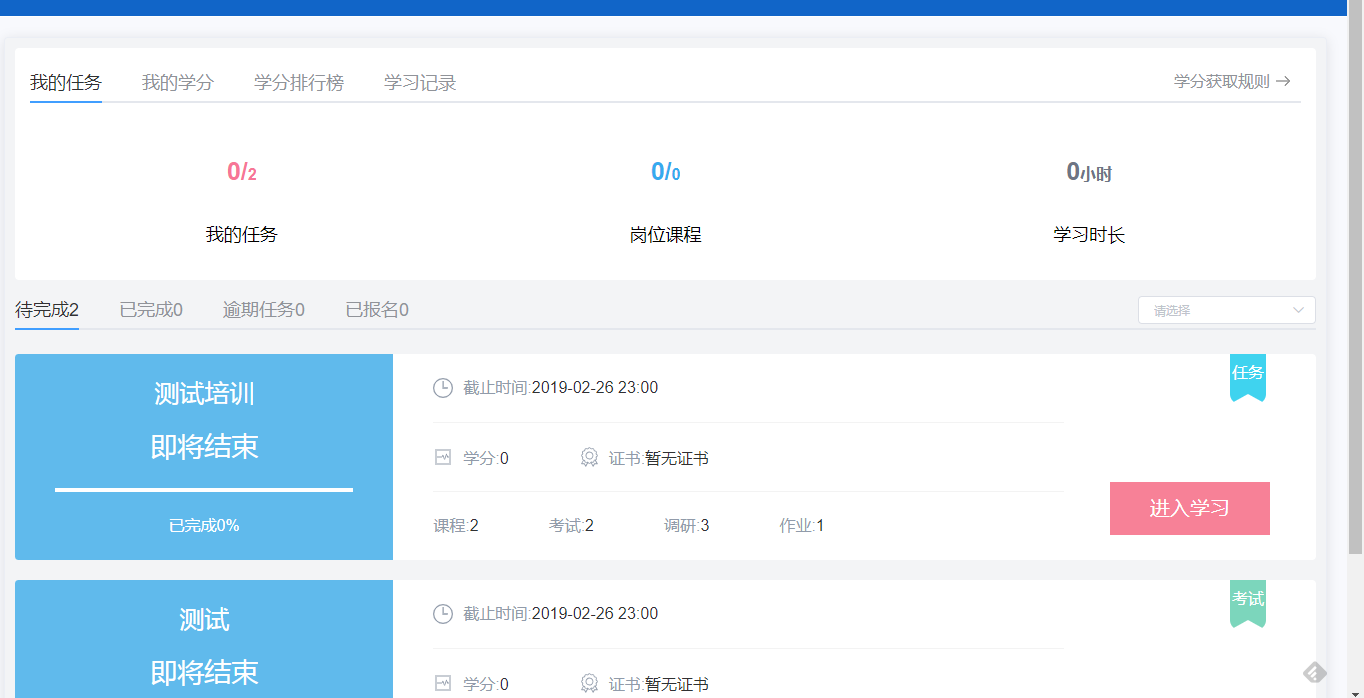 我的任务 我的学分 学分排行榜 学习记录 学分获取规则
0/2 0/0 0小时
我的任务 岗位课程 学习时长
待完成2 已完成0 逾期任务0 已报名0 请选择
测试培训
即将结束
已完成0%
截止时间:2019-02-26 23:00
任务
学分:0 证书:暂无证书
课程:2 考试:2 调研:3 作业:1
进入学习
测试
即将结束
截止时间:2019-02-26 23:00
考试
学分:0 证书:暂无证书